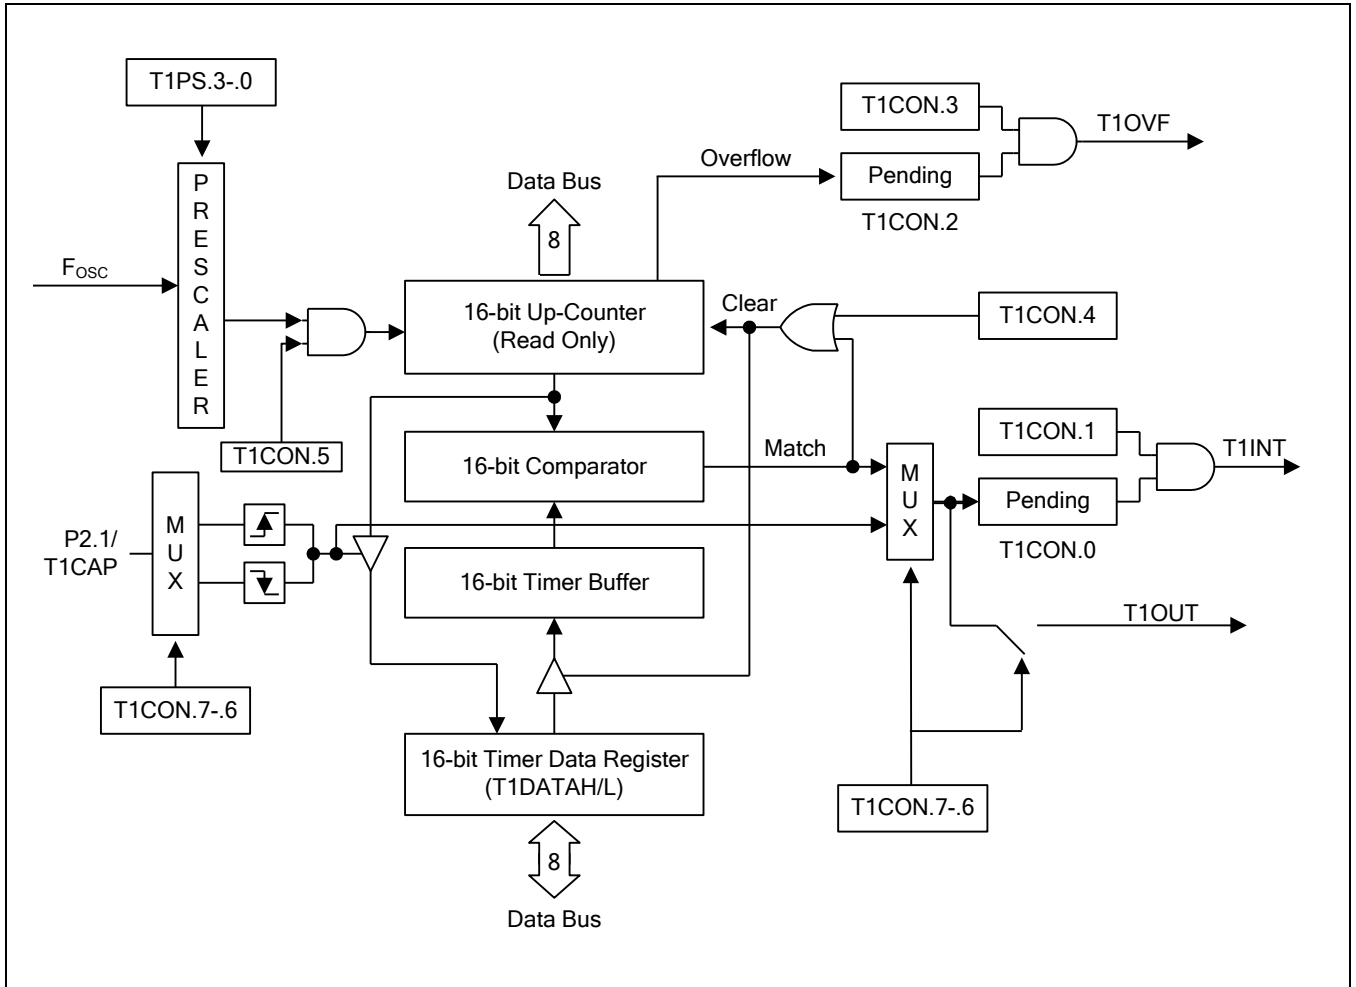 T1PS.3-.0
P
R
E
S
C
A
L
E
R
FOSC
T1CON.5
Data Bus
8
16-bit Up-Counter
(Read Only)
Overflow
T1CON.3
Pending
T1CON.2
T1OVF
Clear
T1CON.4
16-bit Comparator
Match
M
U
X
T1CON.1
Pending
T1CON.0
T1INT
P2.1/
T1CAP
M
U
X
T1CON.7-.6
16-bit Timer Buffer
T1OUT
16-bit Timer Data Register
(T1DATAH/L)
T1CON.7-.6
8
Data Bus